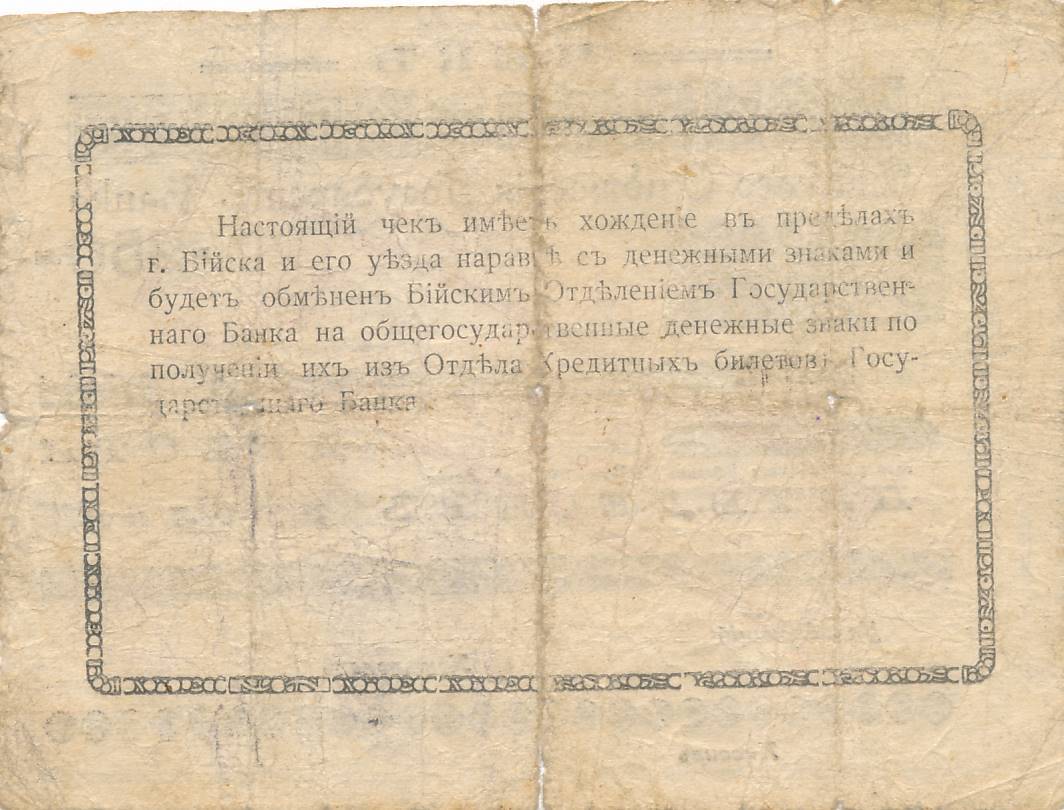 Настоящій чекъ имѣетъ хожденіе въ предѣлахъ
г. Бійска и его уѣзда наравнѣ съ денежными знаками и
будетъ обмѣненъ Бійскимъ Отдѣленіемъ Государствен-
наго Банка на общегосударственные денежные знаки по
полученіи ихъ изъ Отдѣла Кредитныхъ билетовъ Госу-
дарственнаго Банка